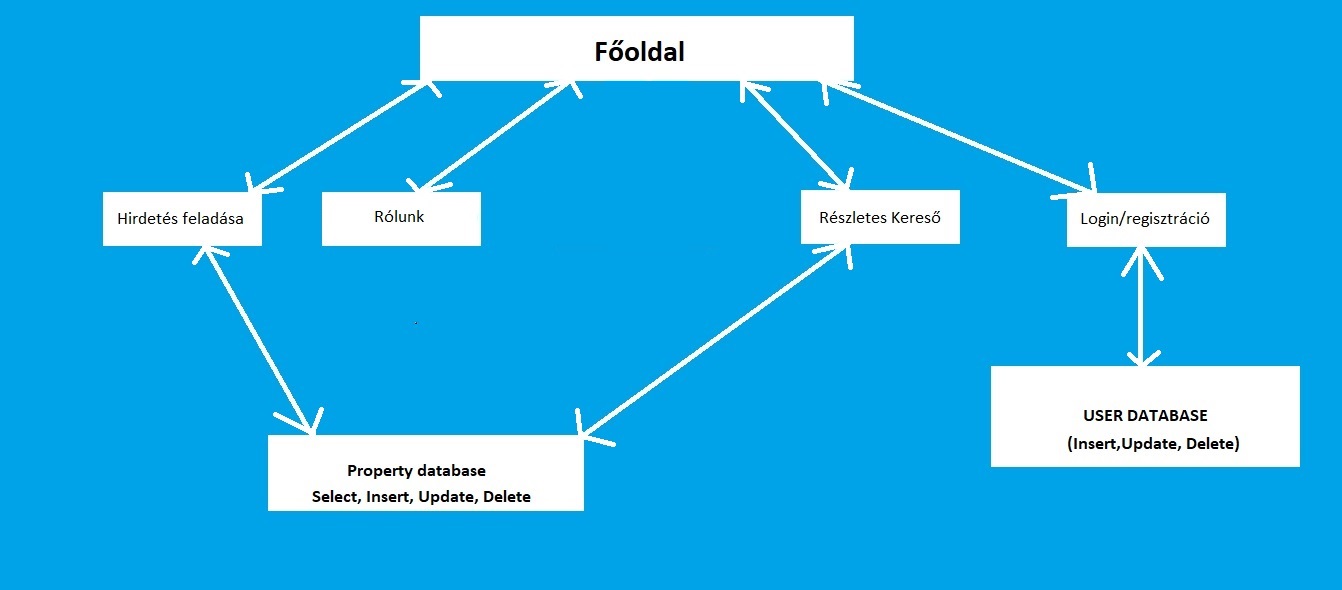 Főoldal
Hirdetés feladása
Rólunk
Részletes Kereső
Login/regisztráció
Property database
Select, Insert, Update, Delete
USER DATABASE
(Insert,Update, Delete)